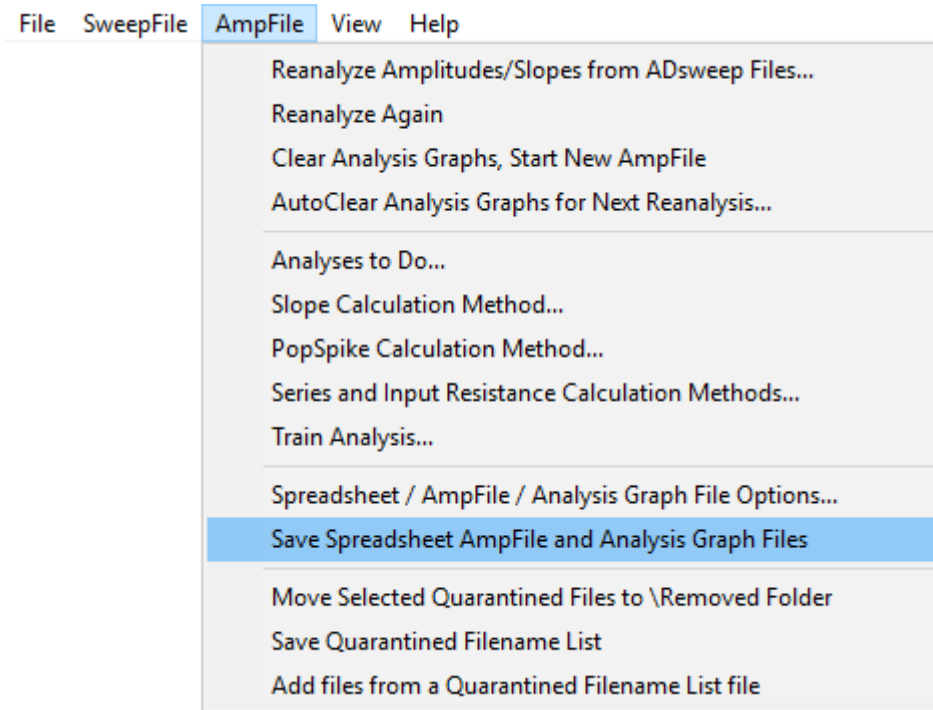 File SweepFile AmpFile View Help
Reanalyze Amplitudes/Slopes from ADsweep Files...
Reanalyze Again
Clear Analysis Graphs, Start New AmpFile
AutoClear Analysis Graphs for Next Reanalysis...
Analyses to Do...
Slope Calculation Method...
PopSpike Calculation Method...
Series and Input Resistance Calculation Methods...
Train Analysis...
Spreadsheet / AmpFile / Analysis Graph File Options...
Save Spreadsheet AmpFile and Analysis Graph Files
Move Selected Quarantined Files to \Removed Folder
Save Quarantined Filename List
Add files from a Quarantined Filename List file